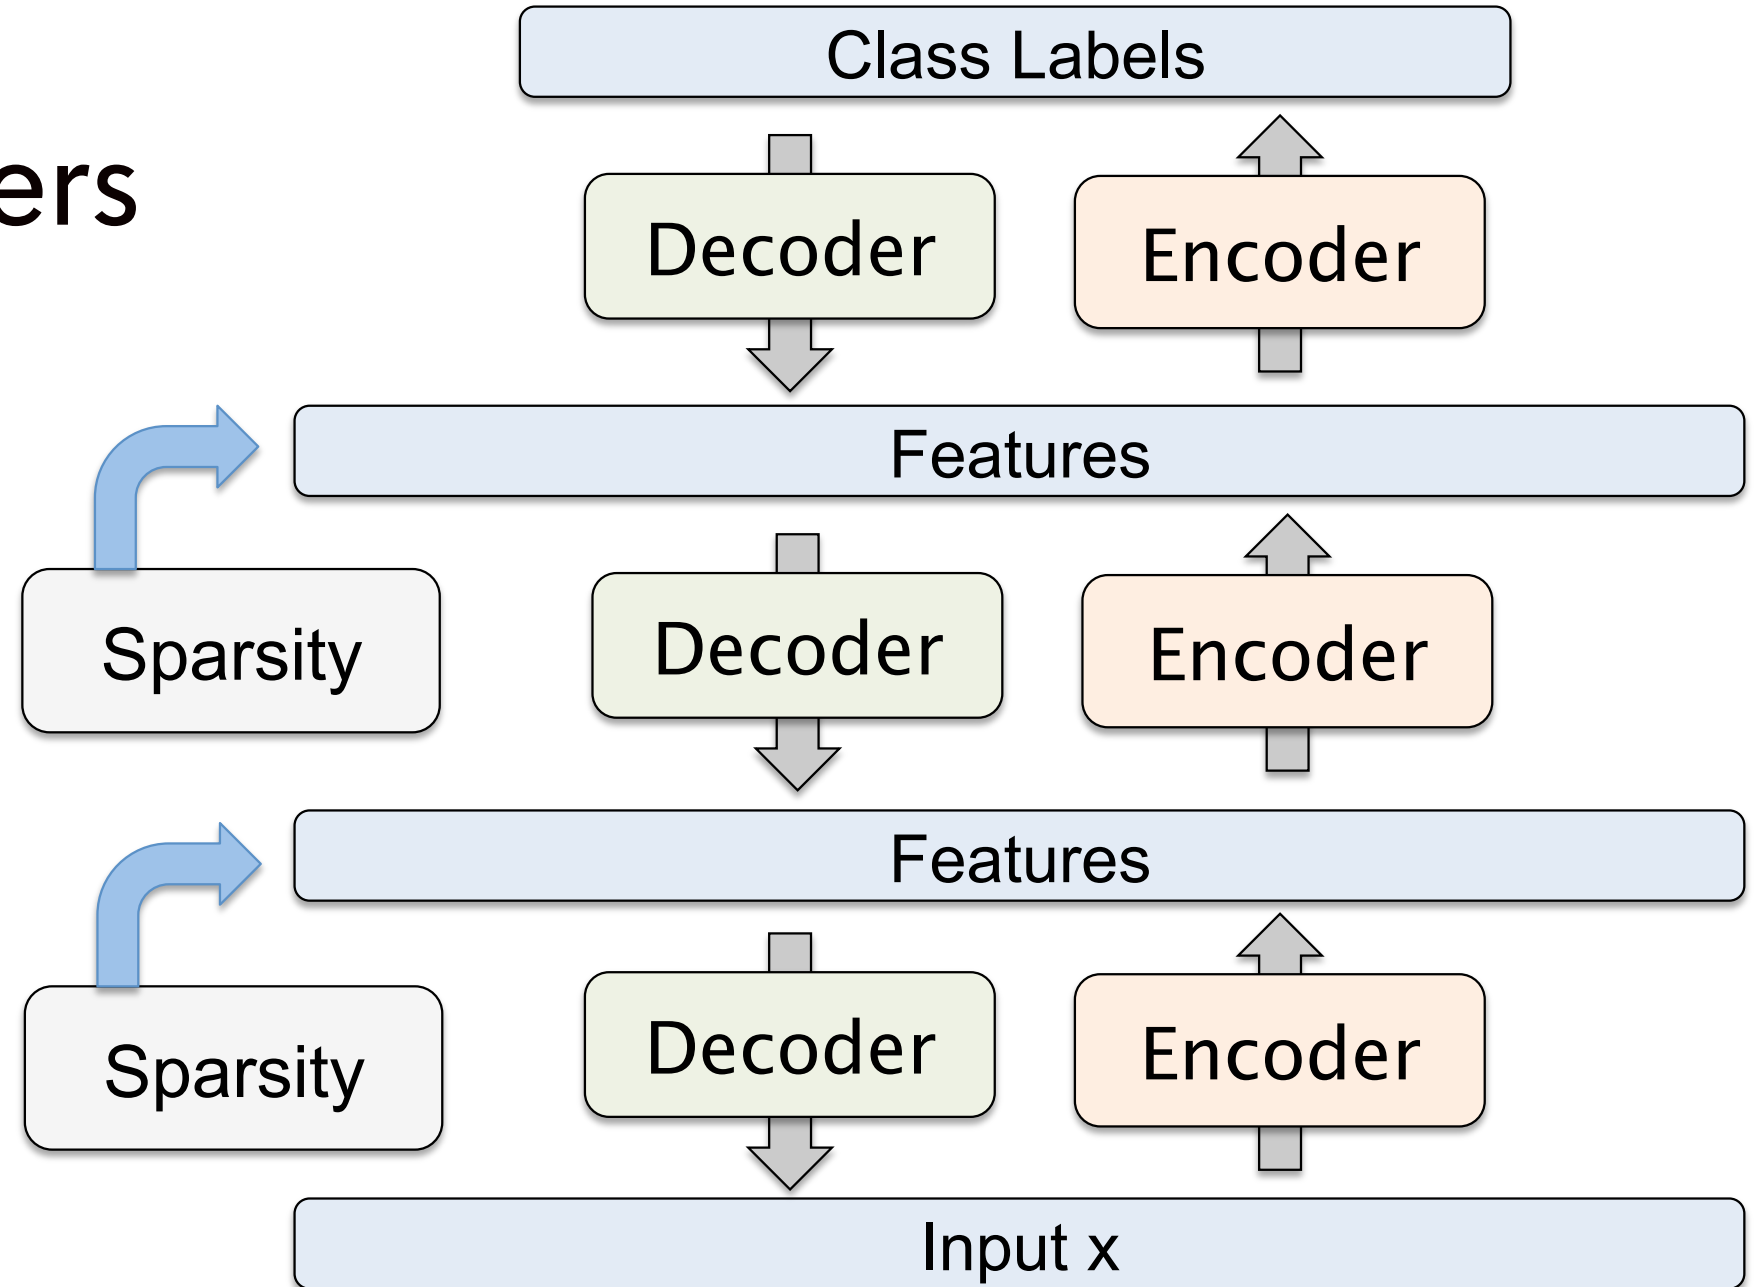 Class Labels
ers
Decoder Encoder
Features
Sparsity Decoder Encoder
Features
Sparsity Decoder Encoder
Input x